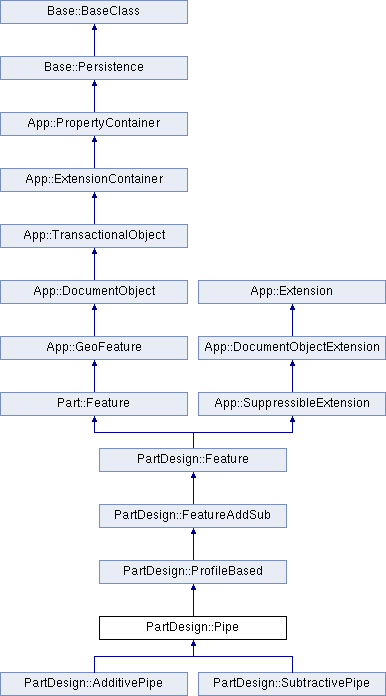 Base::BaseClass
Base::Persistence
App::PropertyContainer
App::ExtensionContainer
App::TransactionalObject
App::DocumentObject
App::Extension
App::GeoFeature
App::DocumentObjectExtension
Part::Feature
App::SuppressibleExtension
PartDesign::Feature
PartDesign::FeatureAddSub
PartDesign::ProfileBased
PartDesign::Pipe
PartDesign::AdditivePipe
PartDesign::SubtractivePipe